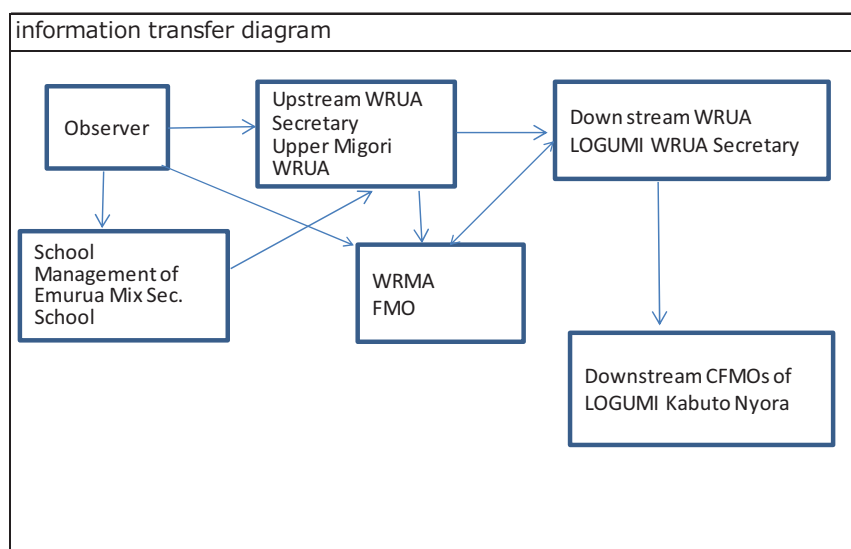 information transfer diagram
Observer
Upstream WRUA
Secretary
Upper Migori
WRUA
Down stream WRUA
LOGUMI WRUA Secretary
School
Management of
Emurua Mix Sec.
School
WRMA
FMO
Downstream CFMOs of
LOGUMI Kabuto Nyora